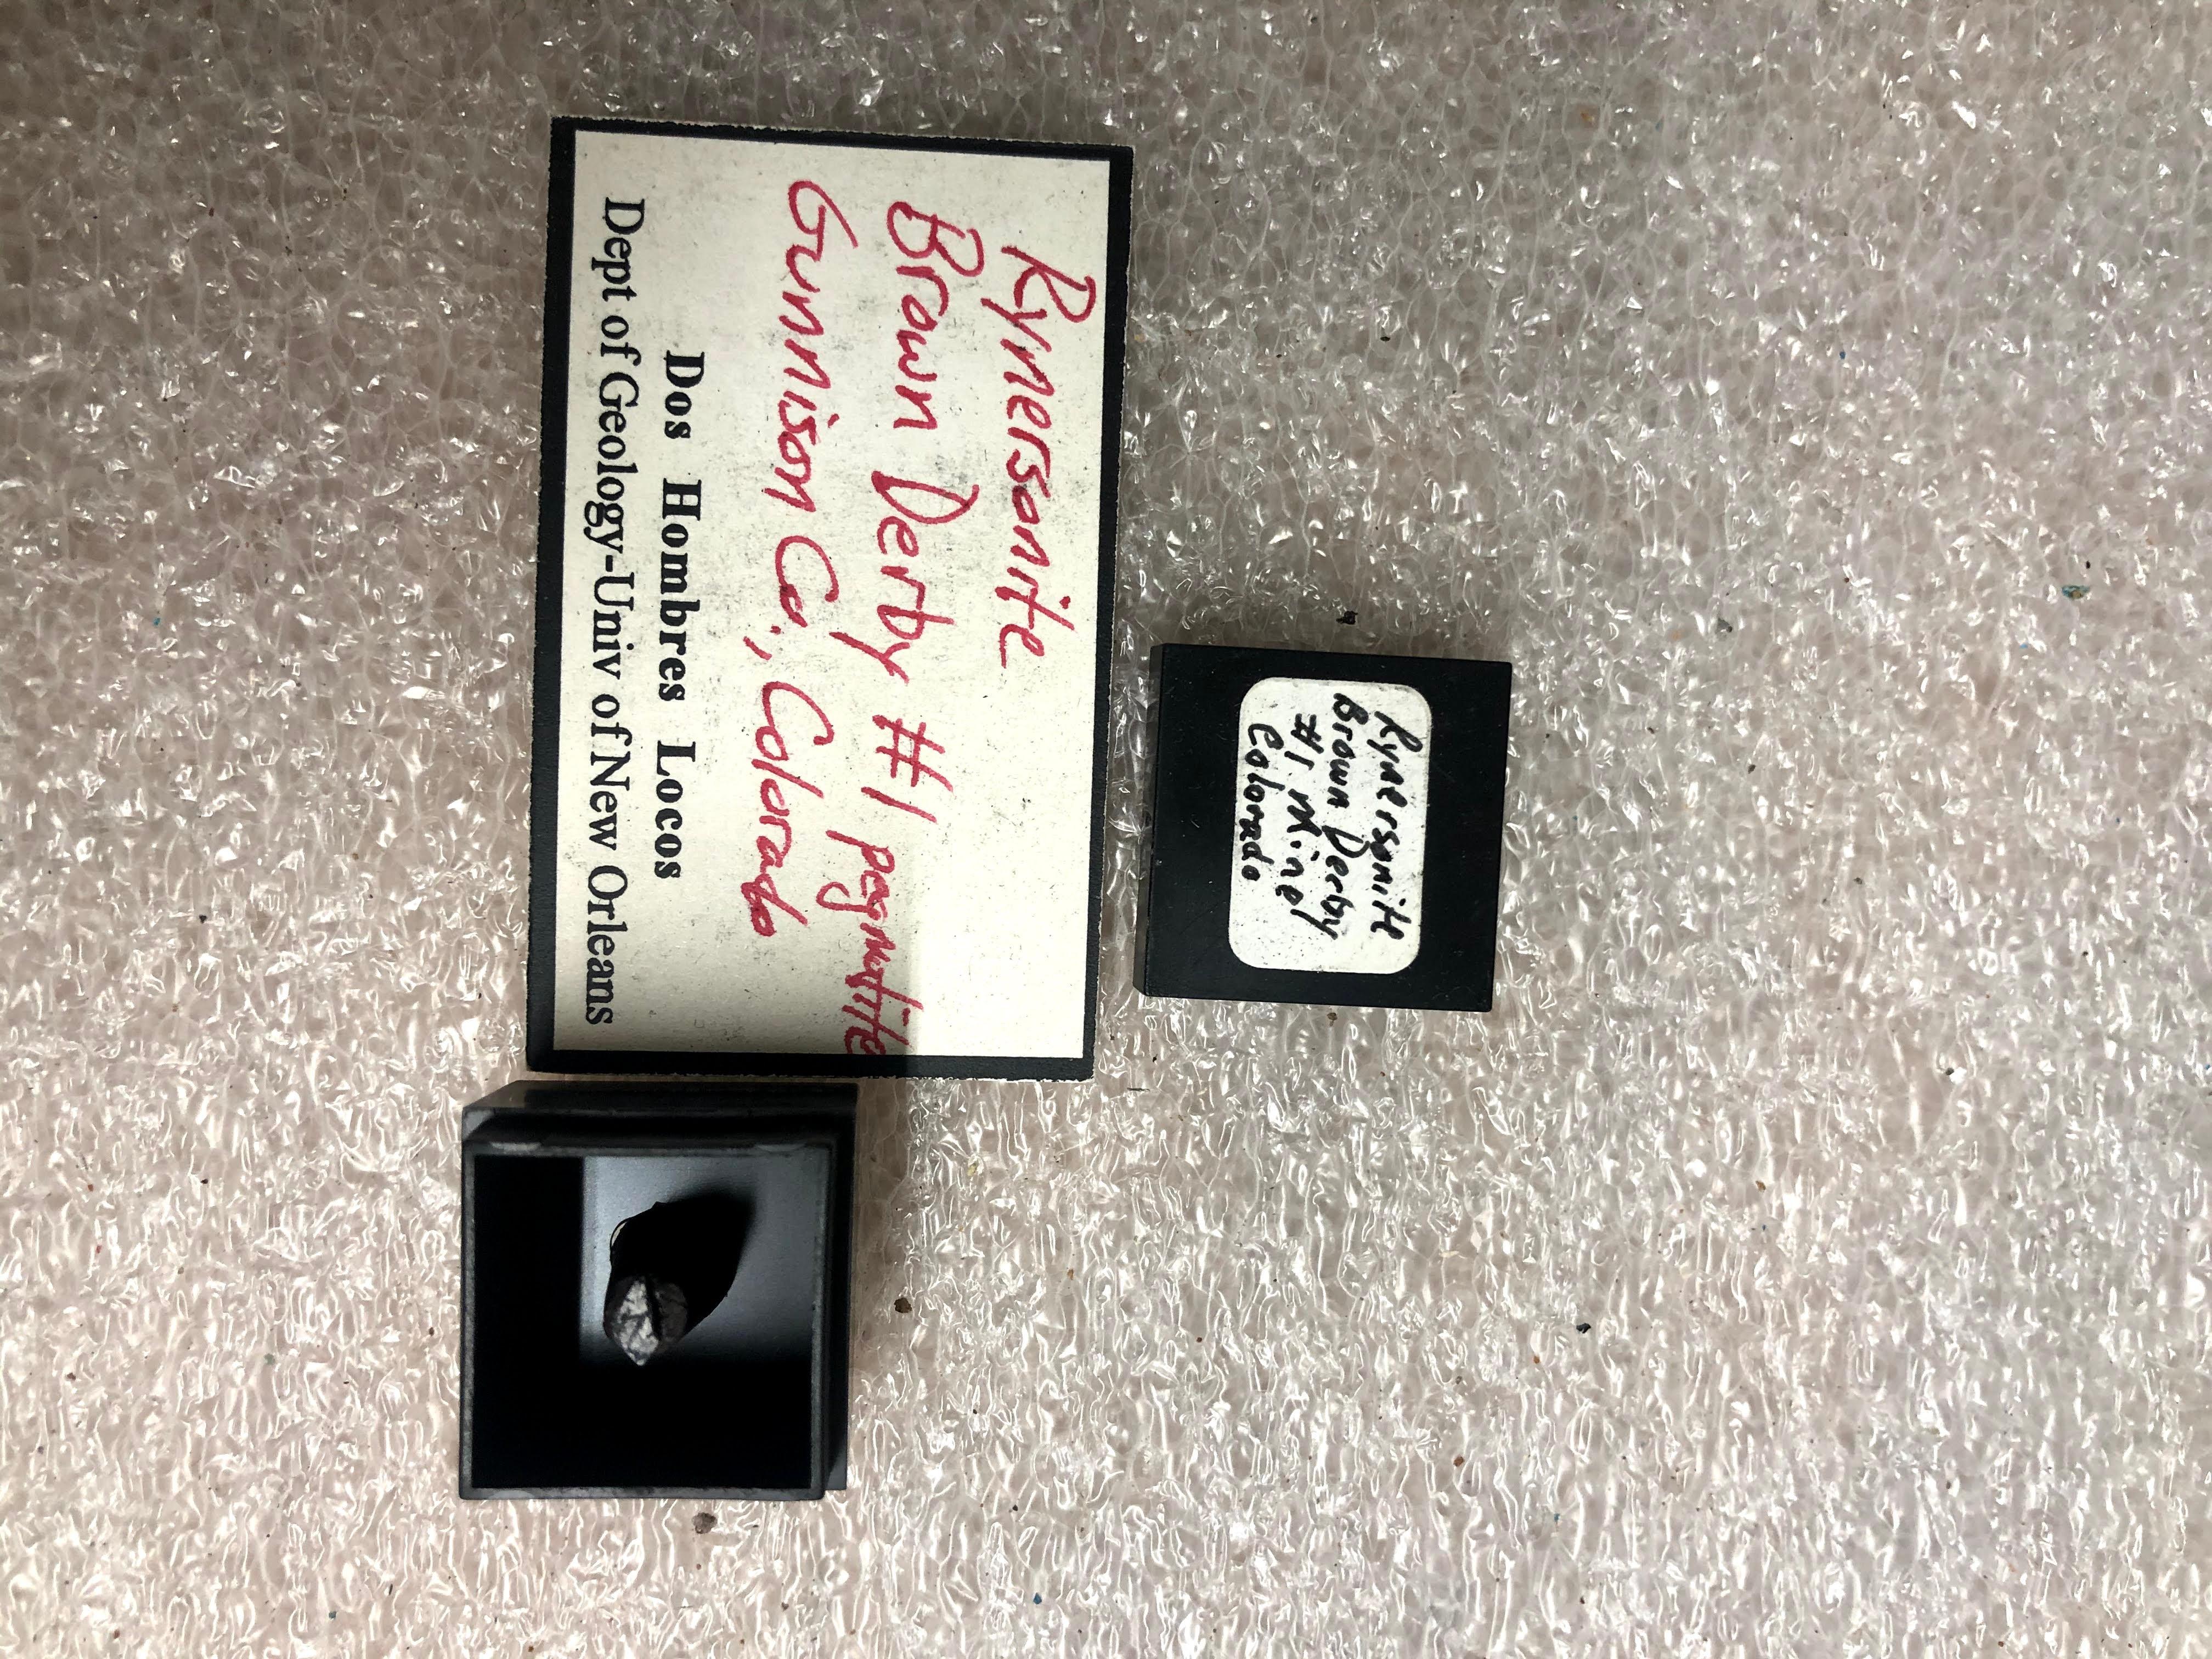 Rynersonite
Brown Derby #1 pegmatite
Gunnison Co., Colorado
Dos Hombres Locos
Dept of Geology-Univ of New Orleans
Rynersonite
Brown Derby
#1 Mine
Colorado